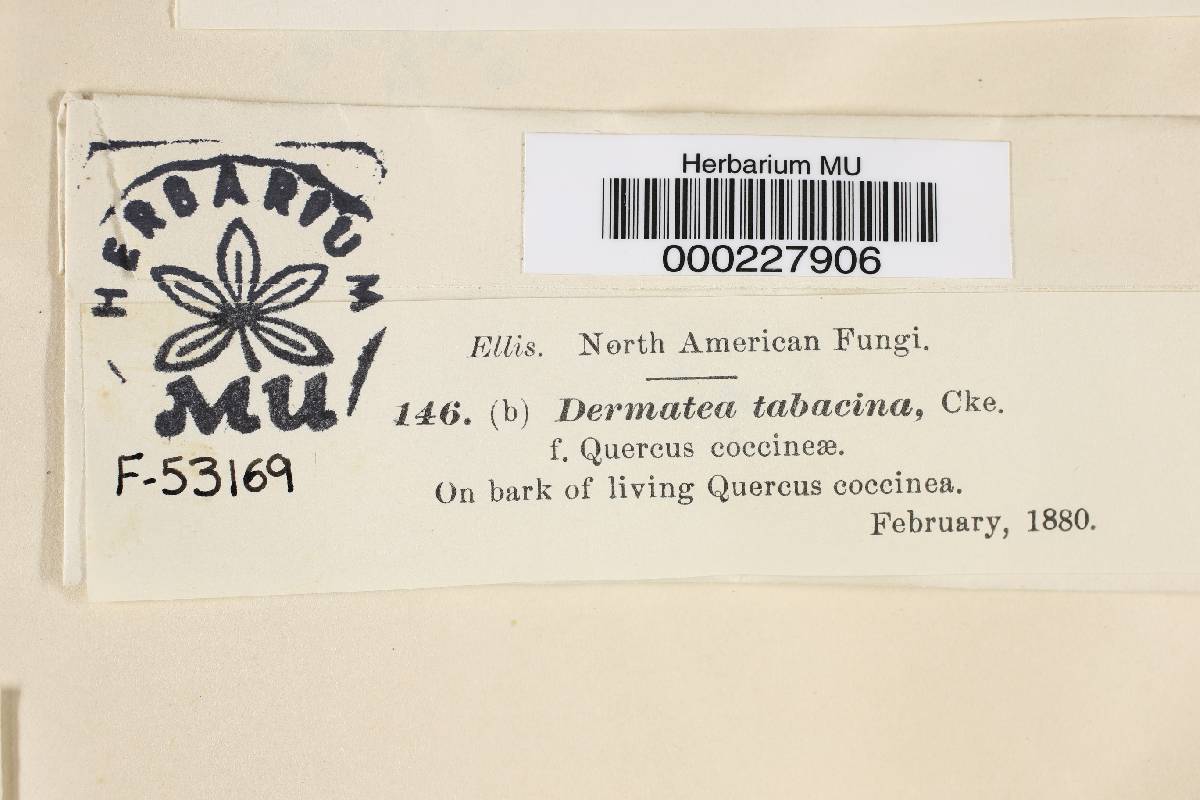 HERBARIUM
MU
F-53169
Herbarium MU
000227906
Ellis. North American Fungi.
146. (b) Dermatea tabacina, Cke.
f. Quercus coccineæ.
On bark of living Quercus coccinea.
February, 1880.